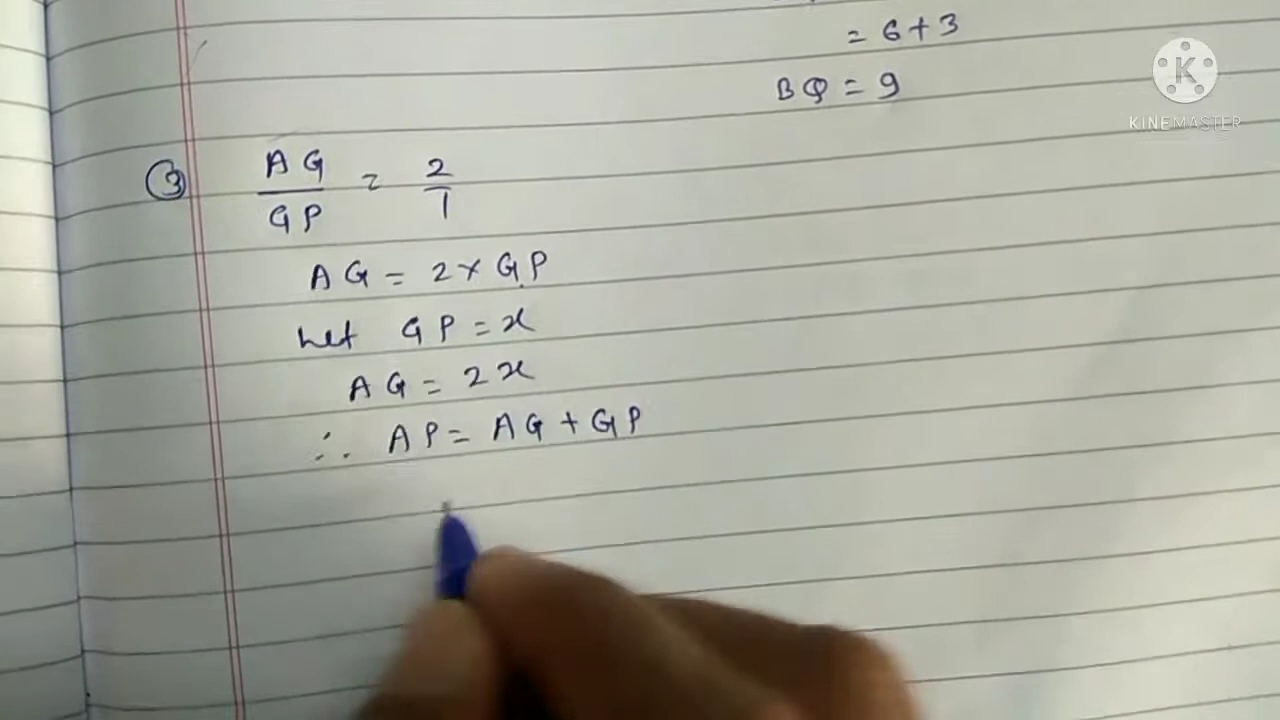 = 6 + 3
BQ = 9
K
KINEMASTER
③ AG/GP = 2/1
AG = 2 × GP
Let GP = x
AG = 2x
∴ AP = AG + GP